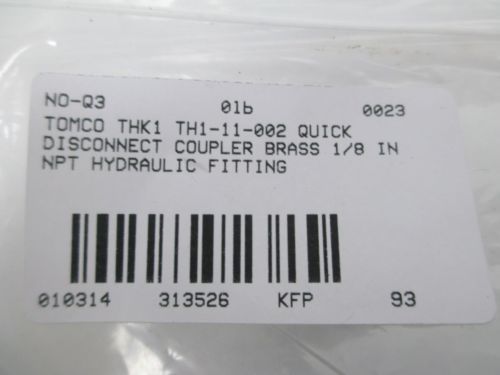 NO-Q3 01b 0023
TOMCO THK1 TH1-11-002 QUICK
DISCONNECT COUPLER BRASS 1/8 IN
NPT HYDRAULIC FITTING
010314 313526 KFP 93